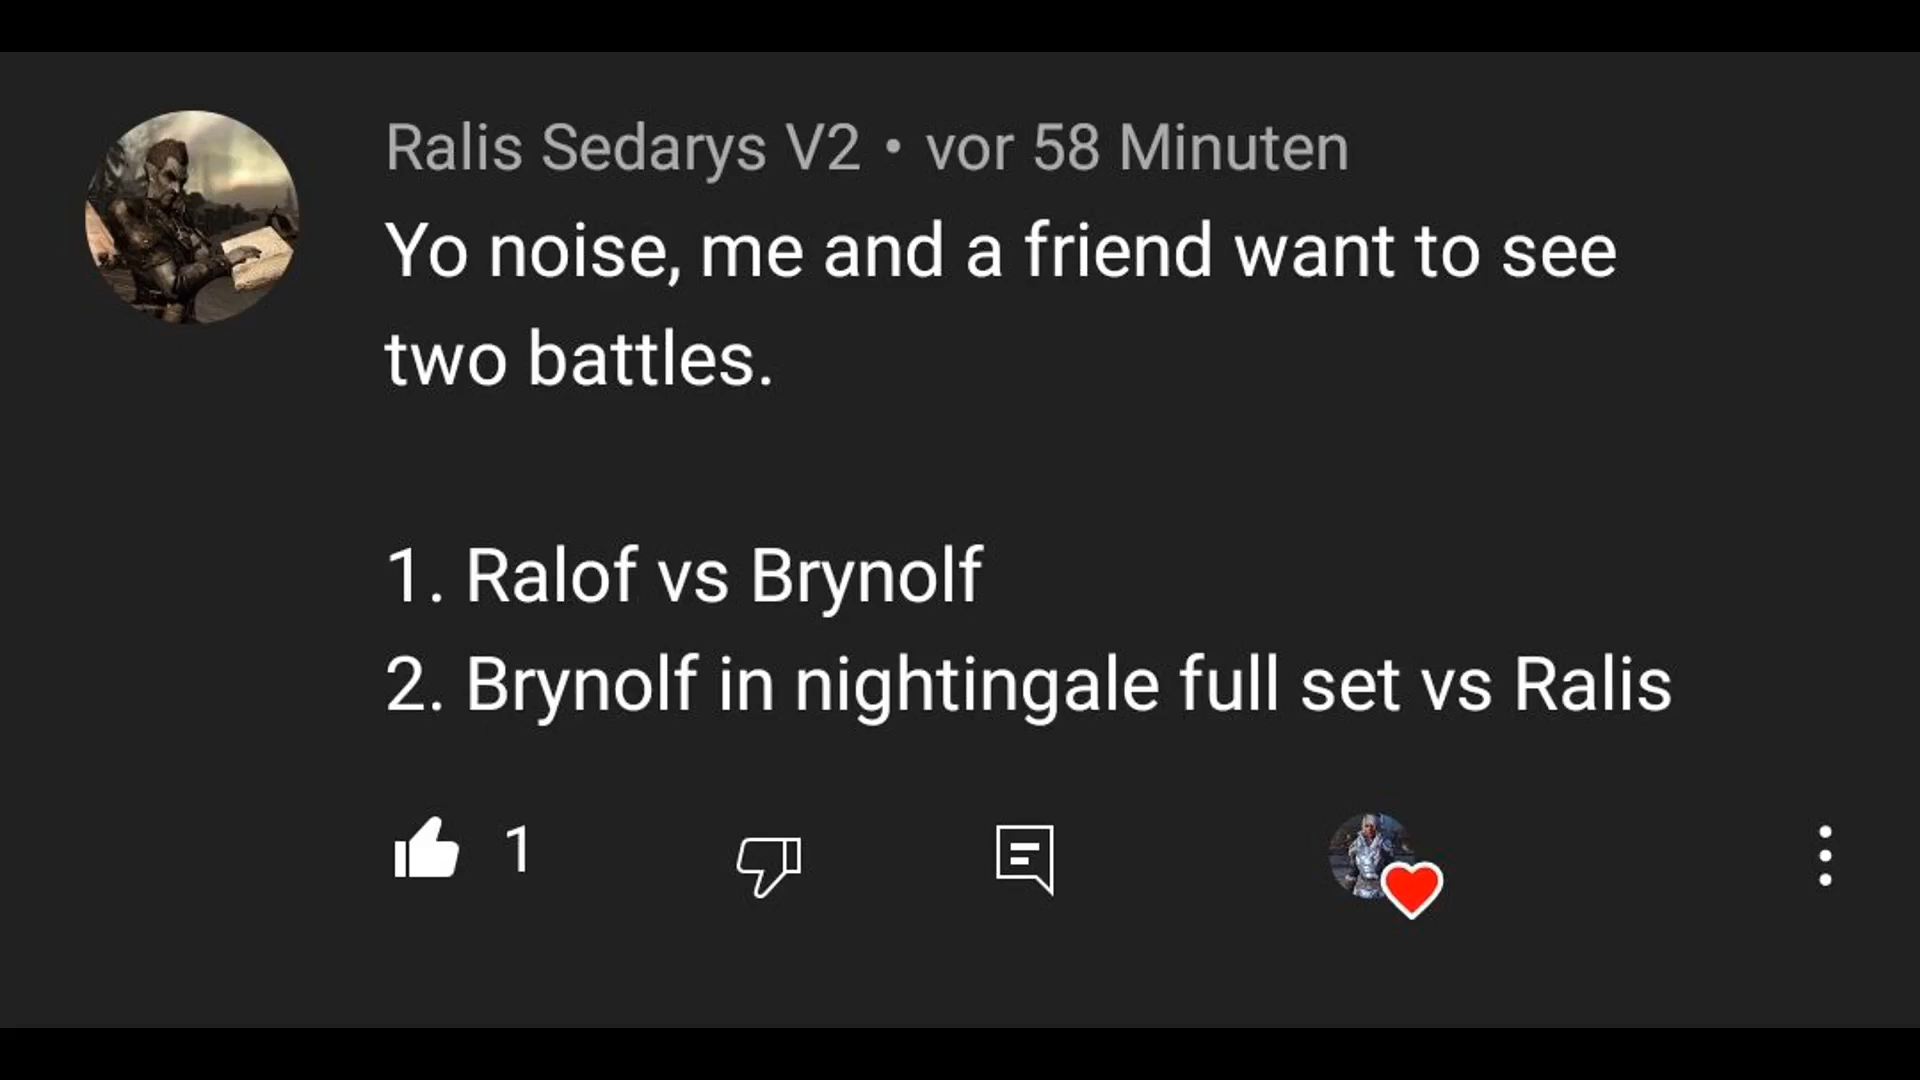 Ralis Sedarys V2 • vor 58 Minuten
Yo noise, me and a friend want to see
two battles.
1. Ralof vs Brynolf
2. Brynolf in nightingale full set vs Ralis
1